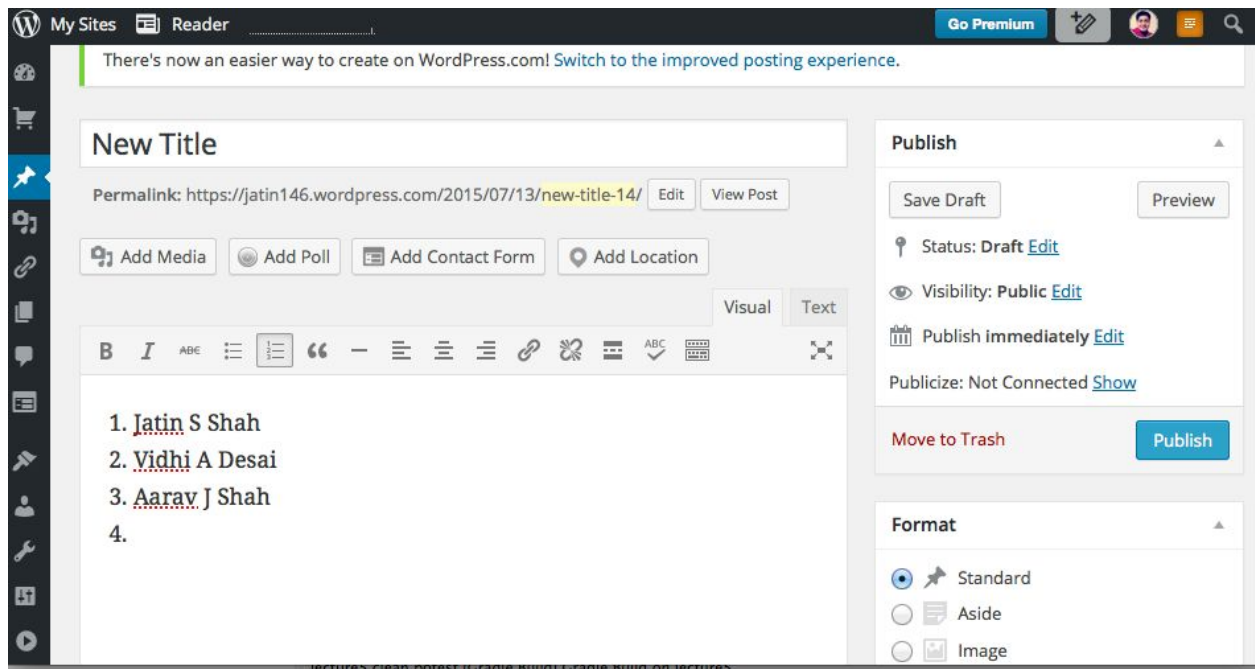 My Sites Reader Go Premium
There's now an easier way to create on WordPress.com! Switch to the improved posting experience.
New Title
Permalink: https://jatin146.wordpress.com/2015/07/13/new-title-14/ Edit View Post
Add Media Add Poll Add Contact Form Add Location
Visual Text
B I ABC ABC
1. Jatin S Shah
2. Vidhi A Desai
3. Aarav J Shah
4.
Publish
Save Draft Preview
Status: Draft Edit
Visibility: Public Edit
Publish immediately Edit
Publicize: Not Connected Show
Move to Trash Publish
Format
Standard
Aside
Image